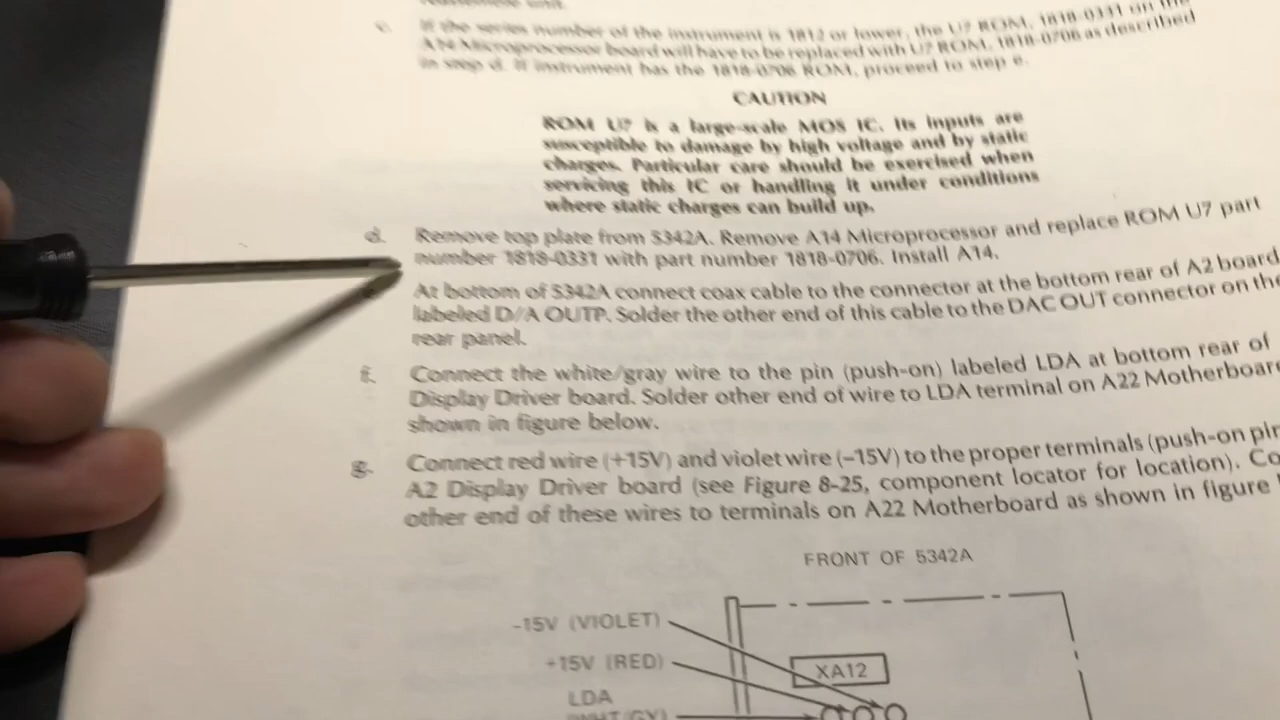 c. If the series number of the instrument is 1812 or lower, the U7 ROM, 1818-0331 on the
A14 Microprocessor board will have to be replaced with U7 ROM, 1818-0706 as described
in step d. If instrument has the 1818-0706 ROM, proceed to step e.
CAUTION
ROM U7 is a large-scale MOS IC. Its inputs are
susceptible to damage by high voltage and by static
charges. Particular care should be exercised when
servicing this IC or handling it under conditions
where static charges can build up.
d. Remove top plate from 5342A. Remove A14 Microprocessor and replace ROM U7 part
number 1818-0331 with part number 1818-0706. Install A14.
At bottom of 5342A connect coax cable to the connector at the bottom rear of A2 board
labeled D/A OUTP. Solder the other end of this cable to the DAC OUT connector on the
rear panel.
f. Connect the white/gray wire to the pin (push-on) labeled LDA at bottom rear of
Display Driver board. Solder other end of wire to LDA terminal on A22 Motherboard
shown in figure below.
g. Connect red wire (+15V) and violet wire (-15V) to the proper terminals (push-on pin
A2 Display Driver board (see Figure 8-25, component locator for location). Co
other end of these wires to terminals on A22 Motherboard as shown in figure
FRONT OF 5342A
-15V (VIOLET)
+15V (RED)
XA12
LDA
(WHT/GY)